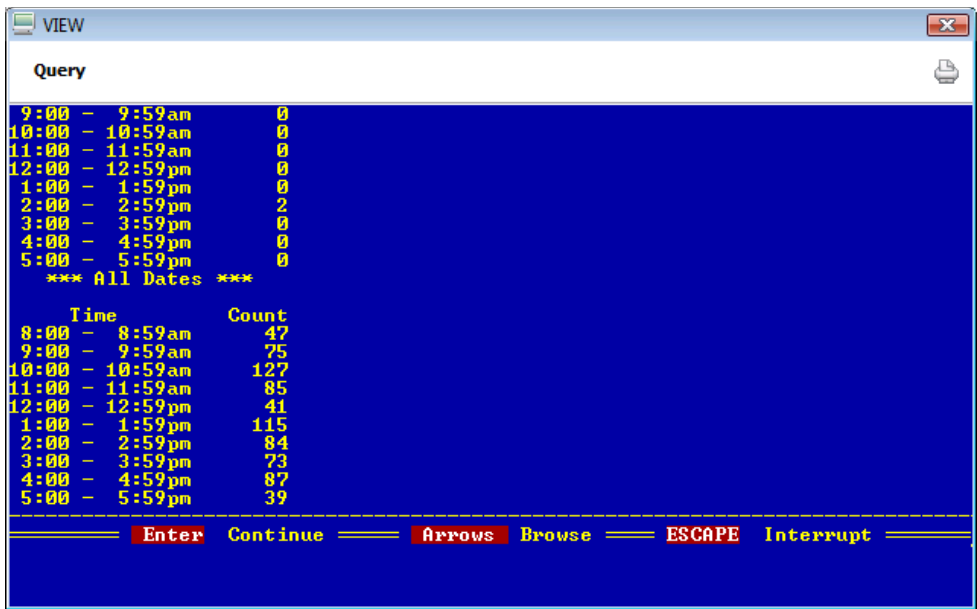 VIEW
Query
9:00 - 9:59am 0
10:00 - 10:59am 0
11:00 - 11:59am 0
12:00 - 12:59pm 0
1:00 - 1:59pm 0
2:00 - 2:59pm 2
3:00 - 3:59pm 0
4:00 - 4:59pm 0
5:00 - 5:59pm 0
*** All Dates ***
Time Count
8:00 - 8:59am 47
9:00 - 9:59am 75
10:00 - 10:59am 127
11:00 - 11:59am 85
12:00 - 12:59pm 41
1:00 - 1:59pm 115
2:00 - 2:59pm 84
3:00 - 3:59pm 73
4:00 - 4:59pm 87
5:00 - 5:59pm 39
Enter Continue Arrows Browse ESCAPE Interrupt